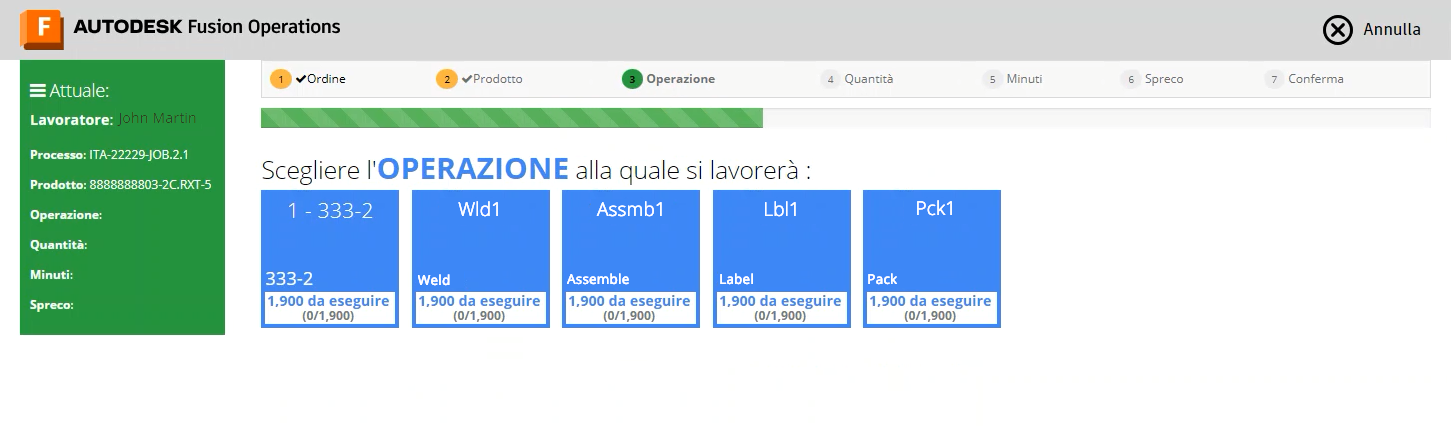 F AUTODESK Fusion Operations
Annulla
Attuale:
Lavoratore: John Martin
Processo: ITA-22229-JOB.2.1
Prodotto: 8888888803-2C.RXT-5
Operazione:
Quantità:
Minuti:
Spreco:
1 Ordine 2 Prodotto 3 Operazione 4 Quantità 5 Minuti 6 Spreco 7 Conferma
Scegliere l'OPERAZIONE alla quale si lavorerà :
1 - 333-2
333-2
1,900 da eseguire
(0/1,900)
Wld1
Weld
1,900 da eseguire
(0/1,900)
Assmb1
Assemble
1,900 da eseguire
(0/1,900)
Lbl1
Label
1,900 da eseguire
(0/1,900)
Pck1
Pack
1,900 da eseguire
(0/1,900)